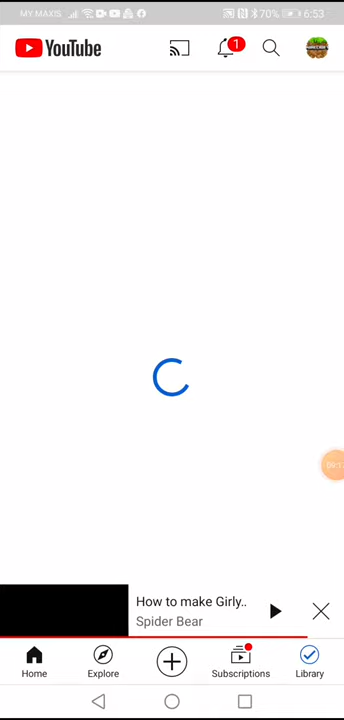 MY MAXIS 70% 6:53
YouTube
1
How to make Girly..
Spider Bear
Home Explore Subscriptions Library